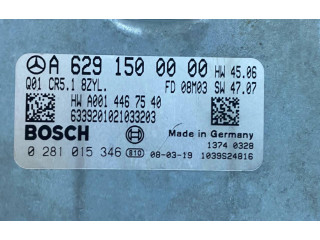 A 629 150 00 00 HW 45.06
Q01 CR5.1 8ZYL. FD 08M03 SW 47.07
HW A001 446 75 40
6339201021033203
BOSCH Made in Germany
1374 0328
0 281 015 346 810 08-03-19 1039S24816